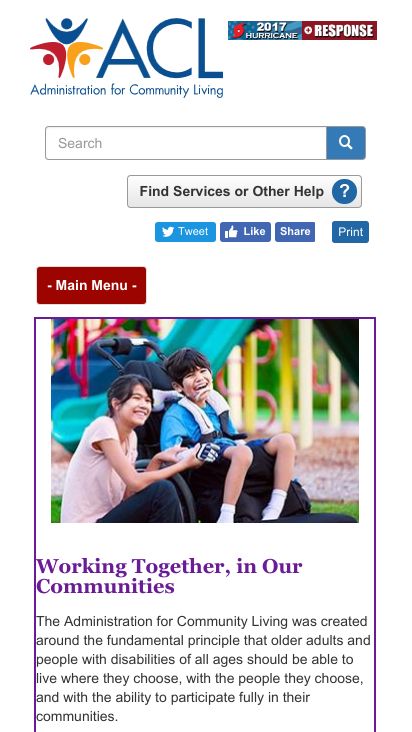 ACL
Administration for Community Living
2017
HURRICANE
RESPONSE
Search
Find Services or Other Help ?
Tweet
Like
Share
Print
- Main Menu -
Working Together, in Our
Communities
The Administration for Community Living was created
around the fundamental principle that older adults and
people with disabilities of all ages should be able to
live where they choose, with the people they choose,
and with the ability to participate fully in their
communities.